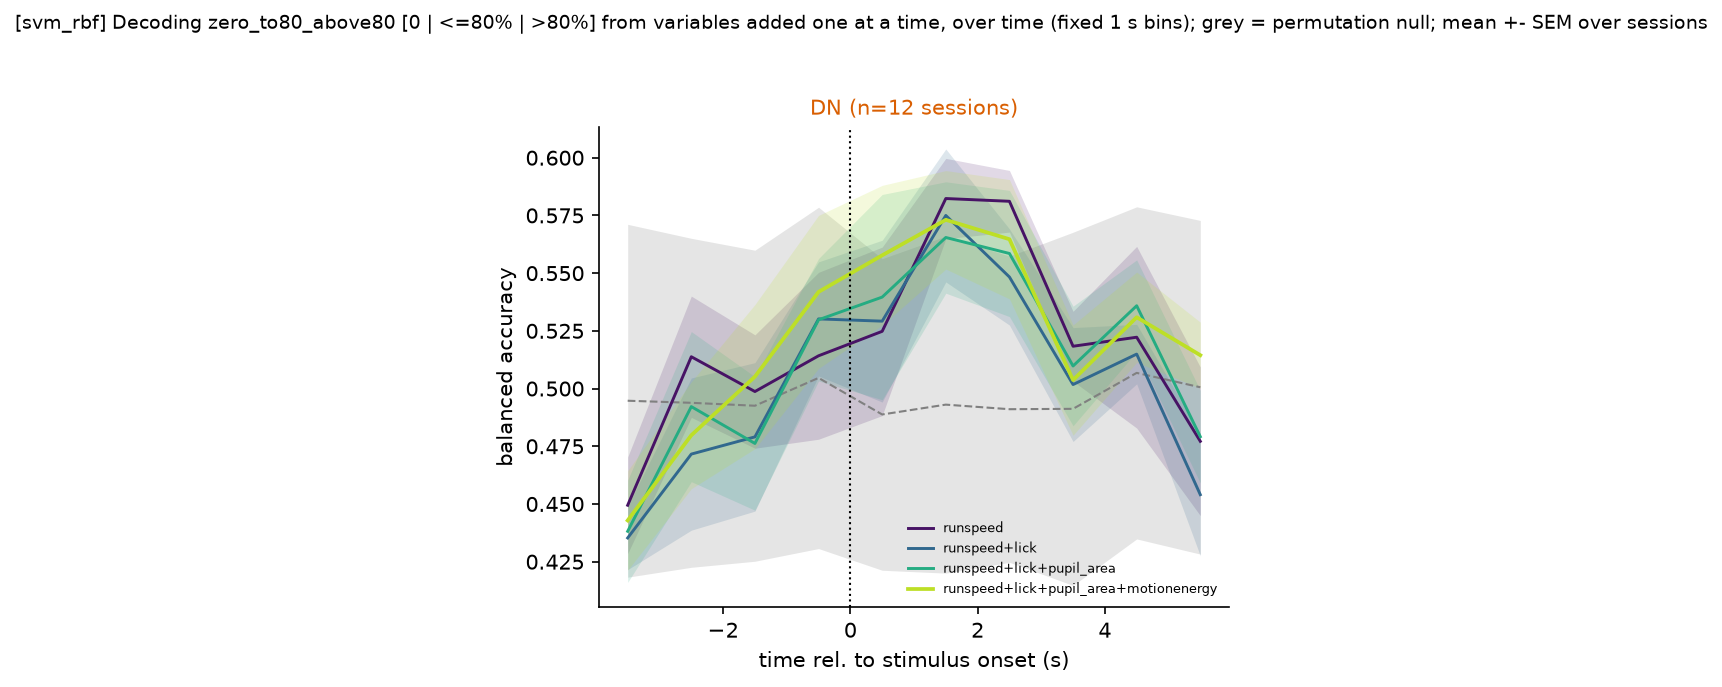 [svm_rbf] Decoding zero_to80_above80 [0 | <=80% | >80%] from variables added one at a time, over time (fixed 1 s bins); grey = permutation null; mean +- SEM over sessions
DN (n=12 sessions)
0.600
0.575
0.550
0.525
0.500
0.475
0.450
0.425
balanced accuracy
runspeed
runspeed+lick
runspeed+lick+pupil_area
runspeed+lick+pupil_area+motionenergy
−2 0 2 4
time rel. to stimulus onset (s)